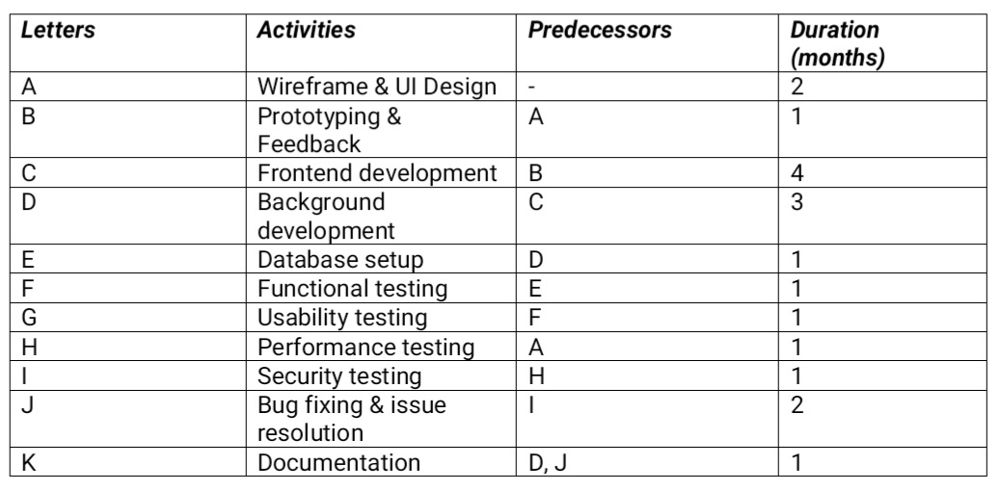 Letters Activities Predecessors Duration
(months)
A Wireframe & UI Design - 2
B Prototyping & A 1
Feedback
C Frontend development B 4
D Background C 3
development
E Database setup D 1
F Functional testing E 1
G Usability testing F 1
H Performance testing A 1
I Security testing H 1
J Bug fixing & issue I 2
resolution
K Documentation D, J 1